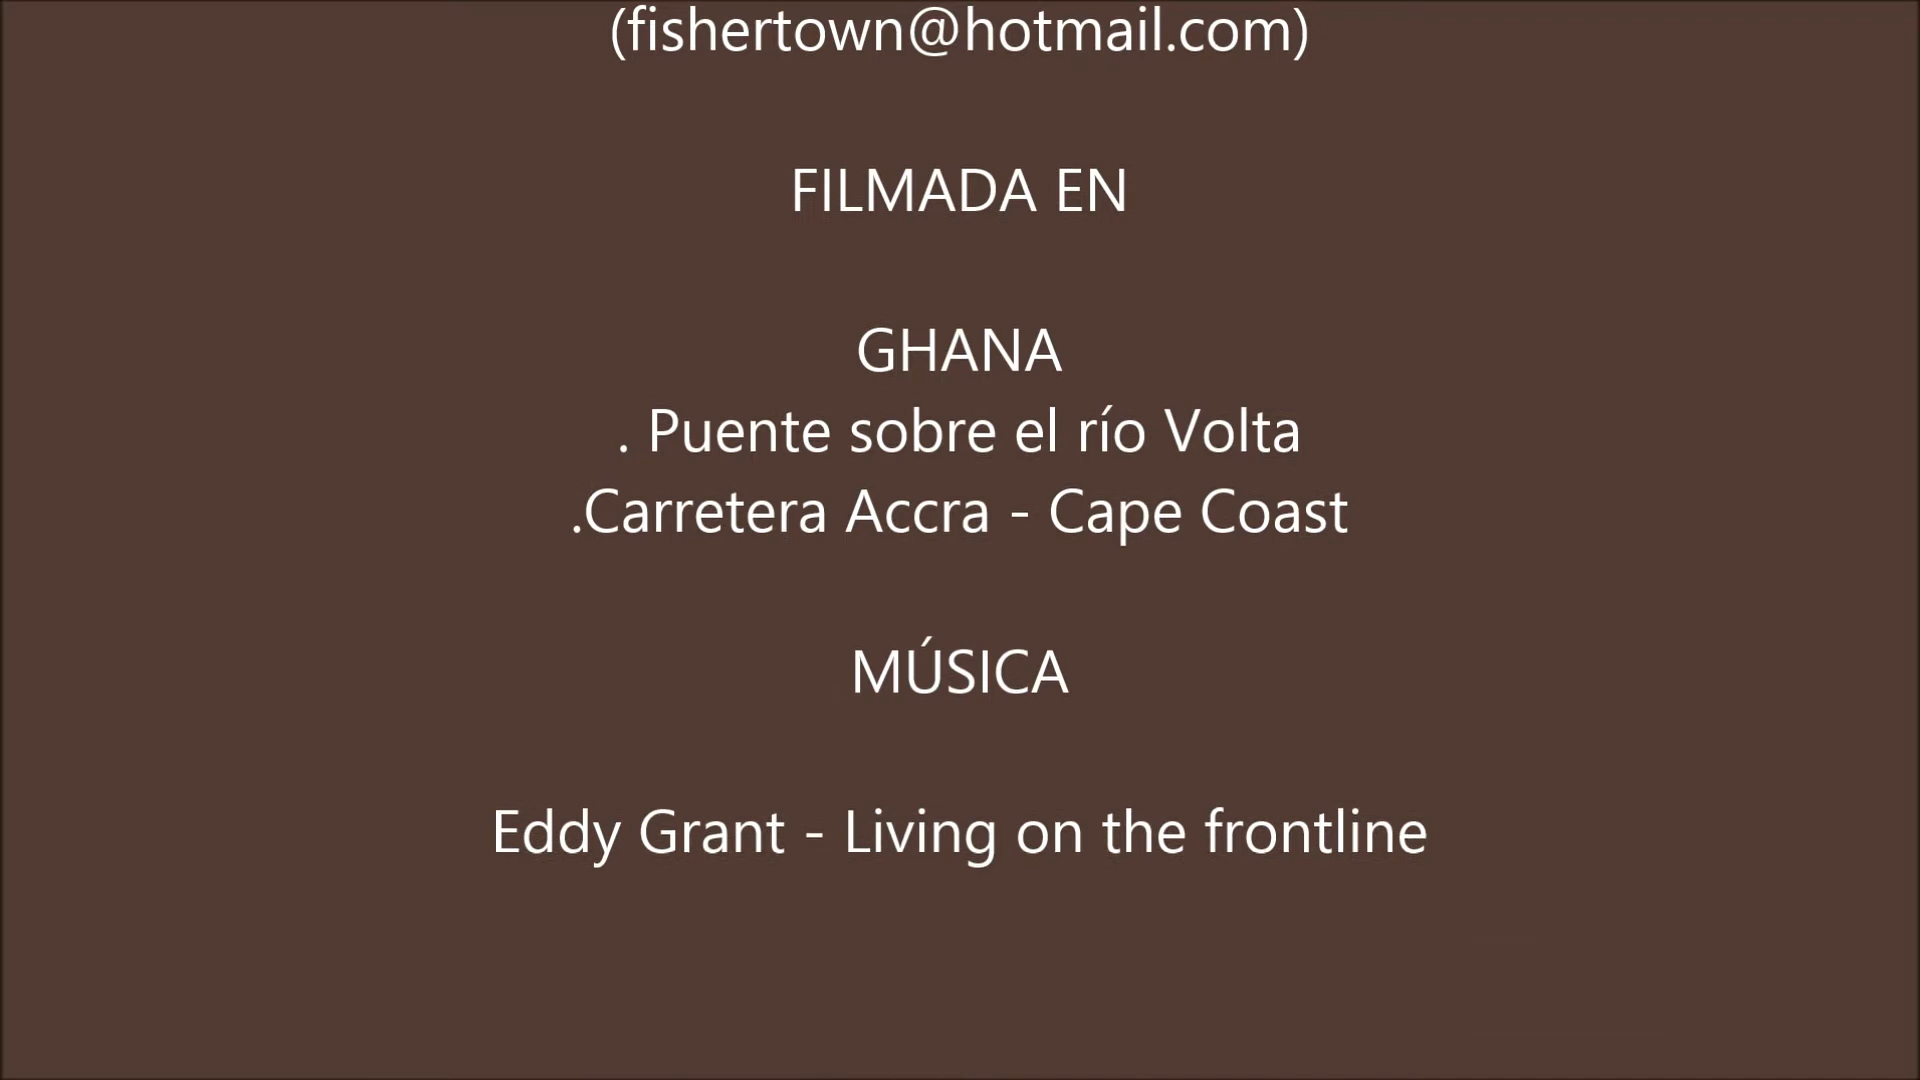 (fishertown@hotmail.com)
FILMADA EN
GHANA
. Puente sobre el río Volta
.Carretera Accra - Cape Coast
MÚSICA
Eddy Grant - Living on the frontline